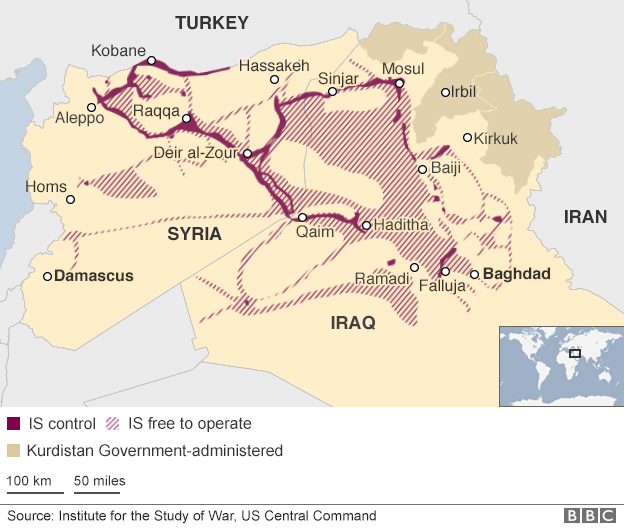 TURKEY
Kobane
Hassakeh
Sinjar
Mosul
Irbil
Aleppo
Raqqa
Kirkuk
Deir al-Zour
Baiji
Homs
Qaim
Haditha
SYRIA
IRAN
Damascus
Ramadi
Falluja
Baghdad
IRAQ
IS control
IS free to operate
Kurdistan Government-administered
100 km
50 miles
Source: Institute for the Study of War, US Central Command
BBC